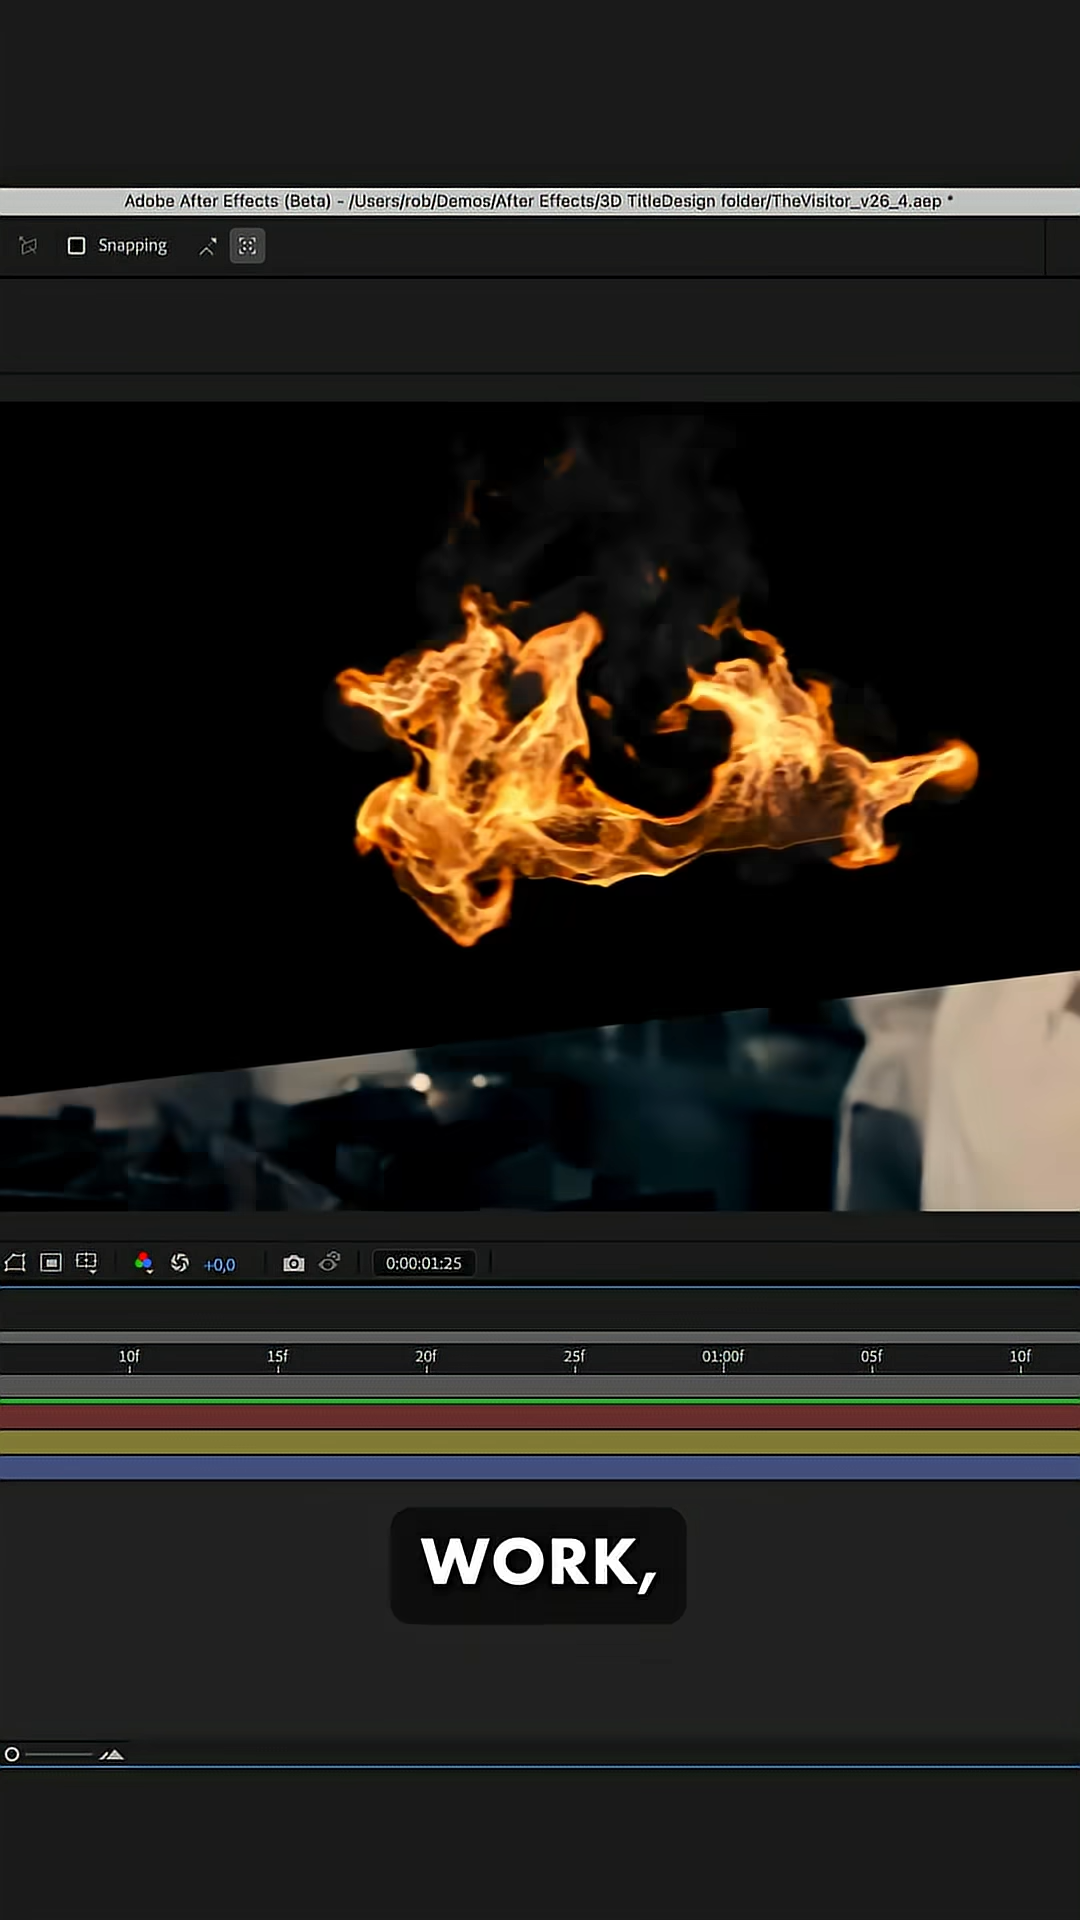 Adobe After Effects (Beta) - /Users/rob/Demos/After Effects/3D TitleDesign folder/TheVisitor_v26_4.aep *
Snapping
+0,0
0:00:01:25
10f 15f 20f 25f 01:00f 05f 10f
WORK,